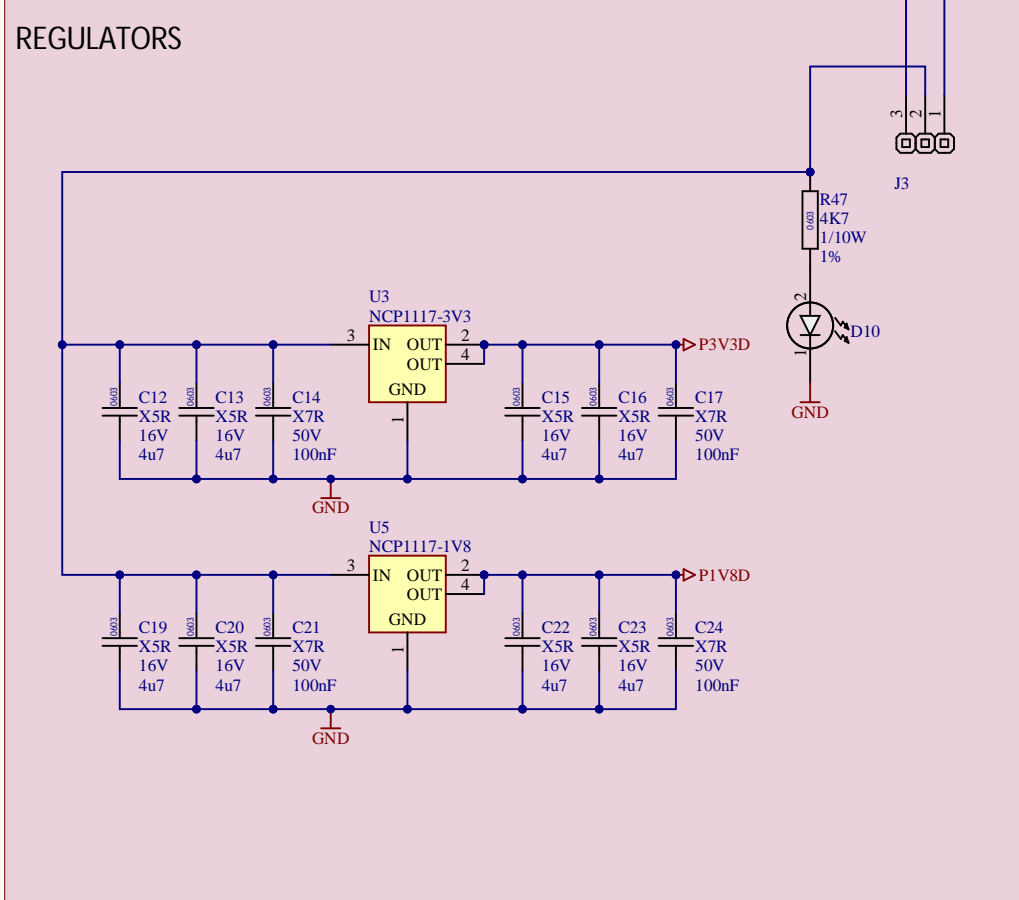 REGULATORS
3
2
1
J3
R47
4K7
1/10W
1%
0603
2
D10
1
GND
U3
NCP1117-3V3
3
IN
OUT
2
OUT
4
GND
1
P3V3D
0603
C12
X5R
16V
4u7
0603
C13
X5R
16V
4u7
0603
C14
X7R
50V
100nF
0603
C15
X5R
16V
4u7
0603
C16
X5R
16V
4u7
0603
C17
X7R
50V
100nF
GND
U5
NCP1117-1V8
3
IN
OUT
2
OUT
4
GND
1
P1V8D
0603
C19
X5R
16V
4u7
0603
C20
X5R
16V
4u7
0603
C21
X7R
50V
100nF
0603
C22
X5R
16V
4u7
0603
C23
X5R
16V
4u7
0603
C24
X7R
50V
100nF
GND